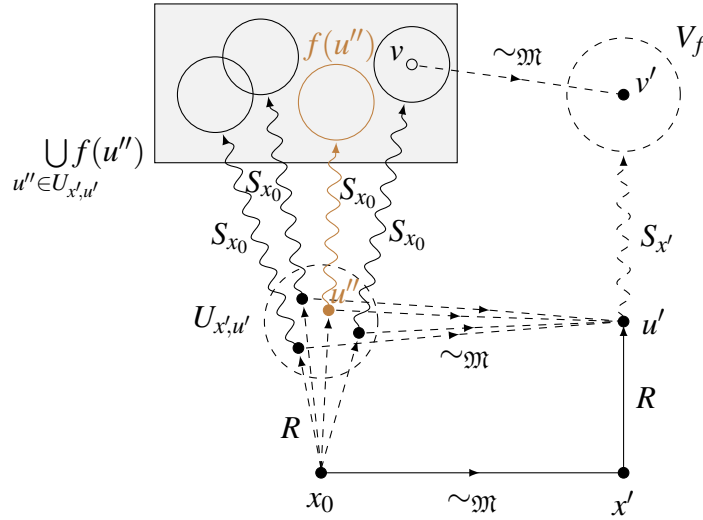 f(u'')
v
∼𝔐
V_f
v'
⋃ f(u'')
u''∈U_{x',u'}
S_{x_0}
S_{x_0}
S_{x_0}
S_{x_0}
S_{x'}
u''
U_{x',u'}
u'
∼𝔐
R
R
x_0
∼𝔐
x'